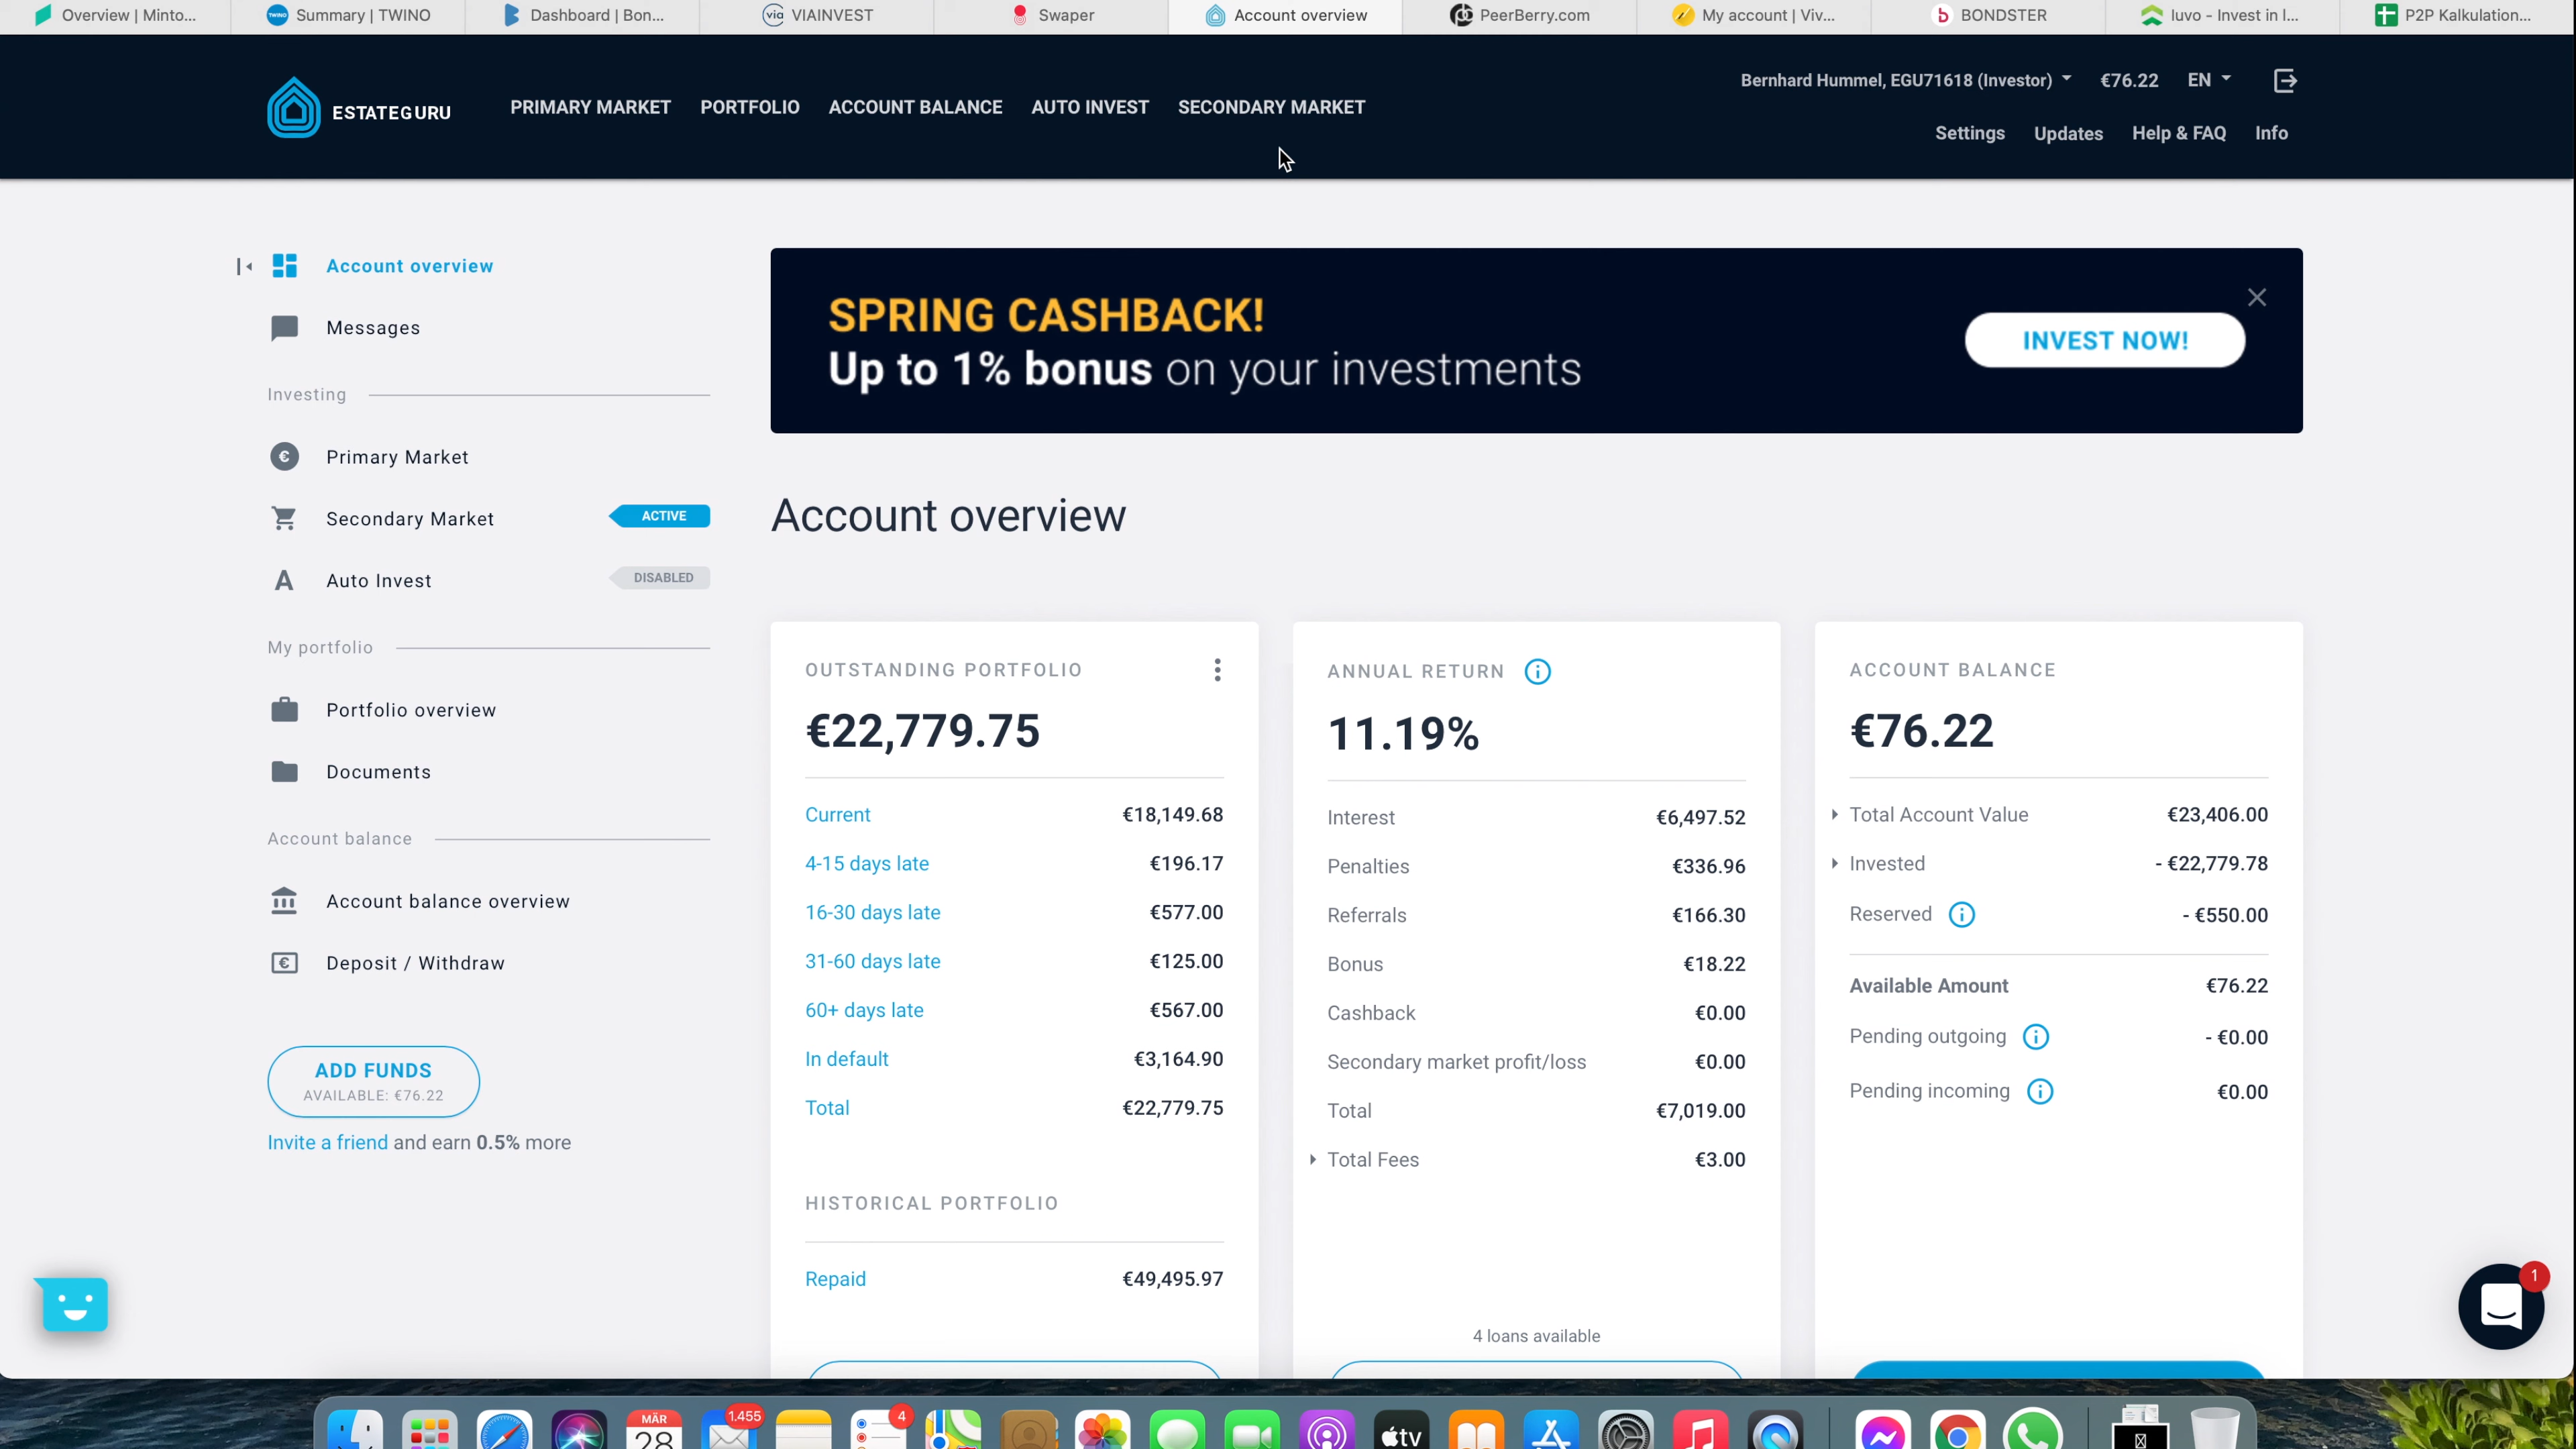 Overview | Minto...
TWINO Summary | TWINO
Dashboard | Bon...
via VIAINVEST
Swaper
Account overview
PeerBerry.com
My account | Viv...
b BONDSTER
Iuvo - Invest in l...
P2P Kalkulation...
ESTATEGURU
PRIMARY MARKET PORTFOLIO ACCOUNT BALANCE AUTO INVEST SECONDARY MARKET
Bernhard Hummel, EGU71618 (Investor) €76.22 EN
Settings Updates Help & FAQ Info
Account overview
Messages
Investing
€ Primary Market
Secondary Market ACTIVE
A Auto Invest DISABLED
My portfolio
Portfolio overview
Documents
Account balance
Account balance overview
€ Deposit / Withdraw
ADD FUNDS
AVAILABLE: €76.22
Invite a friend and earn 0.5% more
SPRING CASHBACK!
Up to 1% bonus on your investments
INVEST NOW!
Account overview
OUTSTANDING PORTFOLIO
€22,779.75
Current €18,149.68
4-15 days late €196.17
16-30 days late €577.00
31-60 days late €125.00
60+ days late €567.00
In default €3,164.90
Total €22,779.75
HISTORICAL PORTFOLIO
Repaid €49,495.97
ANNUAL RETURN i
11.19%
Interest €6,497.52
Penalties €336.96
Referrals €166.30
Bonus €18.22
Cashback €0.00
Secondary market profit/loss €0.00
Total €7,019.00
Total Fees €3.00
4 loans available
ACCOUNT BALANCE
€76.22
Total Account Value €23,406.00
Invested - €22,779.78
Reserved i - €550.00
Available Amount €76.22
Pending outgoing i - €0.00
Pending incoming i €0.00
1
MÄR
28
1.455
4
tv